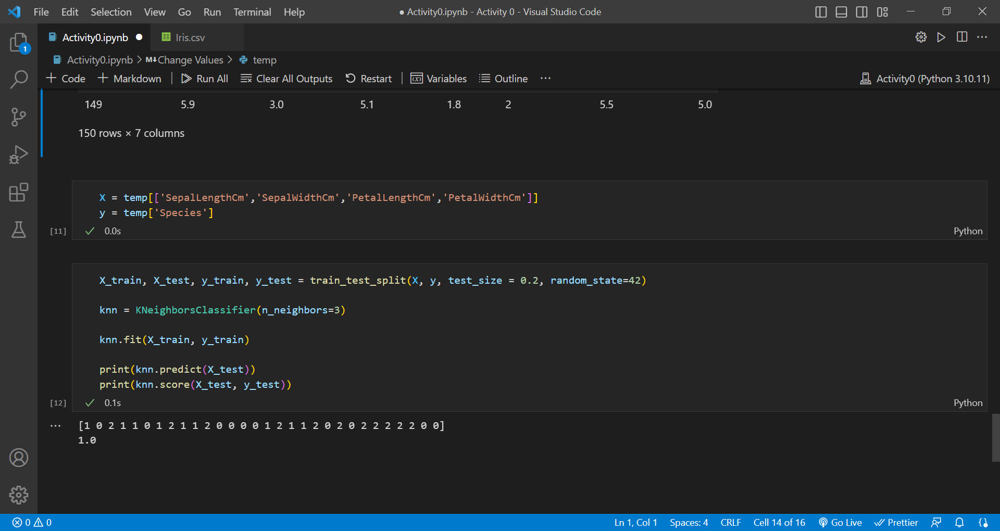 File Edit Selection View Go Run Terminal Help
● Activity0.ipynb - Activity 0 - Visual Studio Code
Activity0.ipynb ●
Iris.csv
1
Activity0.ipynb > M↓ Change Values > temp
+ Code + Markdown | Run All Clear All Outputs Restart | Variables Outline ...
Activity0 (Python 3.10.11)
149 5.9 3.0 5.1 1.8 2 5.5 5.0
150 rows × 7 columns
X = temp[['SepalLengthCm','SepalWidthCm','PetalLengthCm','PetalWidthCm']]
y = temp['Species']
[11] ✓ 0.0s Python
X_train, X_test, y_train, y_test = train_test_split(X, y, test_size = 0.2, random_state=42)
knn = KNeighborsClassifier(n_neighbors=3)
knn.fit(X_train, y_train)
print(knn.predict(X_test))
print(knn.score(X_test, y_test))
[12] ✓ 0.1s Python
... [1 0 2 1 1 0 1 2 1 1 2 0 0 0 0 1 2 1 1 2 0 2 0 2 2 2 2 2 0 0]
1.0
0 0 Ln 1, Col 1 Spaces: 4 CRLF Cell 14 of 16 Go Live Prettier